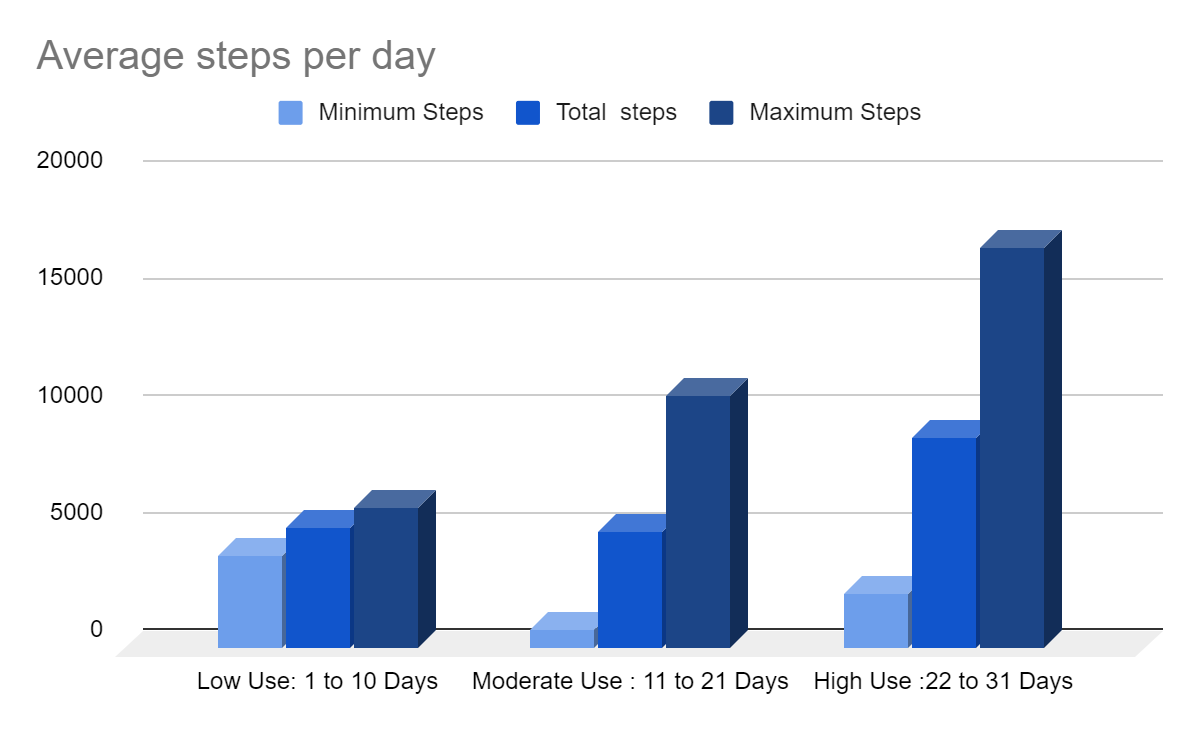 Average steps per day
Minimum Steps Total  steps Maximum Steps
20000
15000
10000
5000
0
Low Use: 1 to 10 Days Moderate Use : 11 to 21 Days High Use :22 to 31 Days